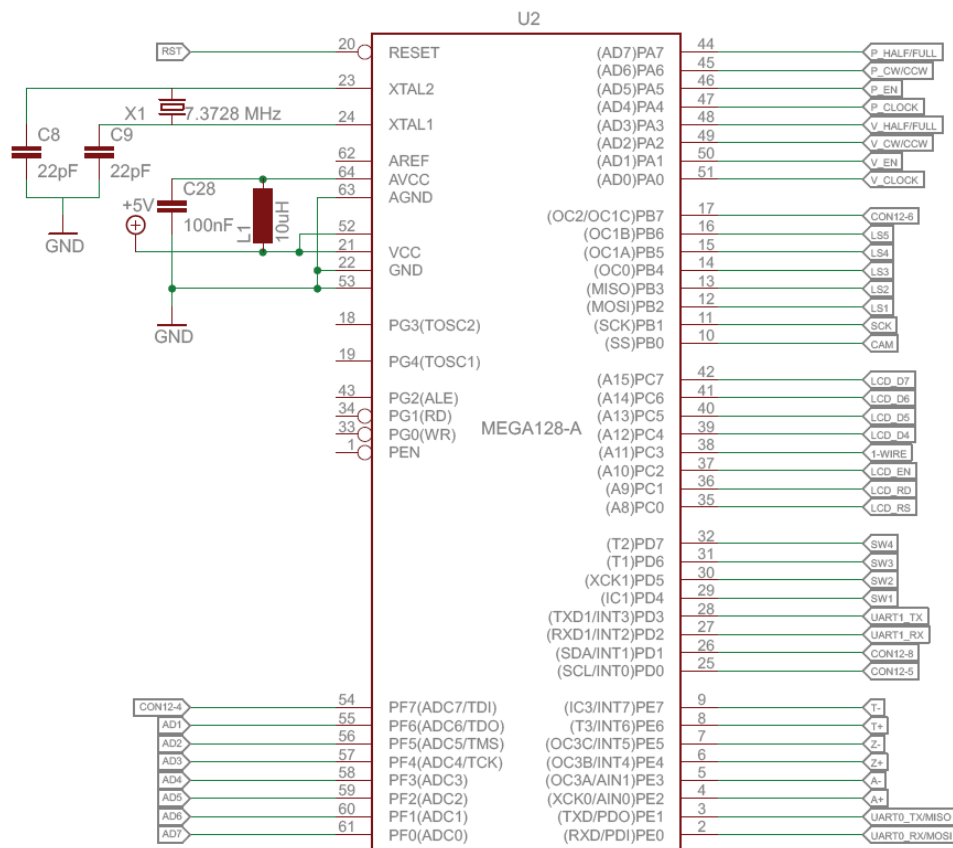 U2
RST 20 RESET (AD7)PA7 44 P_HALF/FULL
(AD6)PA6 45 P_CW/CCW
23 XTAL2 (AD5)PA5 46 P_EN
X1 7.3728 MHz (AD4)PA4 47 P_CLOCK
24 XTAL1 (AD3)PA3 48 V_HALF/FULL
C8 C9 (AD2)PA2 49 V_CW/CCW
22pF 22pF 62 AREF (AD1)PA1 50 V_EN
64 AVCC (AD0)PA0 51 V_CLOCK
C28 63 AGND
+5V 100nF L1 10uH (OC2/OC1C)PB7 17 CON12-6
GND 52 (OC1B)PB6 16 LS5
21 VCC (OC1A)PB5 15 LS4
22 GND (OC0)PB4 14 LS3
53 (MISO)PB3 13 LS2
(MOSI)PB2 12 LS1
GND 18 PG3(TOSC2) (SCK)PB1 11 SCK
(SS)PB0 10 CAM
19 PG4(TOSC1)
(A15)PC7 42 LCD_D7
43 PG2(ALE) (A14)PC6 41 LCD_D6
34 PG1(RD) (A13)PC5 40 LCD_D5
33 PG0(WR) MEGA128-A (A12)PC4 39 LCD_D4
1 PEN (A11)PC3 38 1-WIRE
(A10)PC2 37 LCD_EN
(A9)PC1 36 LCD_RD
(A8)PC0 35 LCD_RS
(T2)PD7 32 SW4
(T1)PD6 31 SW3
(XCK1)PD5 30 SW2
(IC1)PD4 29 SW1
(TXD1/INT3)PD3 28 UART1_TX
(RXD1/INT2)PD2 27 UART1_RX
(SDA/INT1)PD1 26 CON12-8
(SCL/INT0)PD0 25 CON12-5
CON12-4 54 PF7(ADC7/TDI) (IC3/INT7)PE7 9 T-
AD1 55 PF6(ADC6/TDO) (T3/INT6)PE6 8 T+
AD2 56 PF5(ADC5/TMS) (OC3C/INT5)PE5 7 Z-
AD3 57 PF4(ADC4/TCK) (OC3B/INT4)PE4 6 Z+
AD4 58 PF3(ADC3) (OC3A/AIN1)PE3 5 A-
AD5 59 PF2(ADC2) (XCK0/AIN0)PE2 4 A+
AD6 60 PF1(ADC1) (TXD/PDO)PE1 3 UART0_TX/MISO
AD7 61 PF0(ADC0) (RXD/PDI)PE0 2 UART0_RX/MOSI